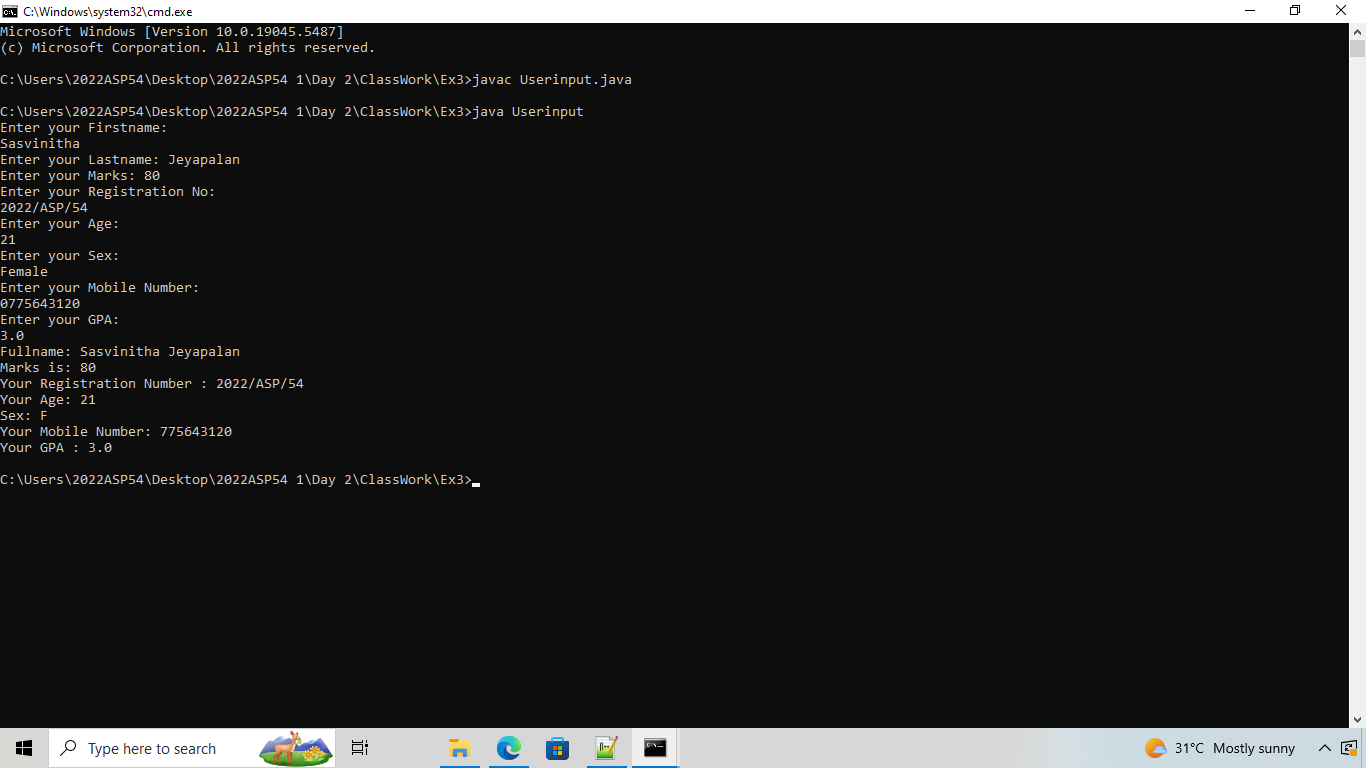 C:\Windows\system32\cmd.exe
Microsoft Windows [Version 10.0.19045.5487]
(c) Microsoft Corporation. All rights reserved.
C:\Users\2022ASP54\Desktop\2022ASP54 1\Day 2\ClassWork\Ex3>javac Userinput.java
C:\Users\2022ASP54\Desktop\2022ASP54 1\Day 2\ClassWork\Ex3>java Userinput
Enter your Firstname:
Sasvinitha
Enter your Lastname: Jeyapalan
Enter your Marks: 80
Enter your Registration No:
2022/ASP/54
Enter your Age:
21
Enter your Sex:
Female
Enter your Mobile Number:
0775643120
Enter your GPA:
3.0
Fullname: Sasvinitha Jeyapalan
Marks is: 80
Your Registration Number : 2022/ASP/54
Your Age: 21
Sex: F
Your Mobile Number: 775643120
Your GPA : 3.0
C:\Users\2022ASP54\Desktop\2022ASP54 1\Day 2\ClassWork\Ex3>
Type here to search
31°C Mostly sunny